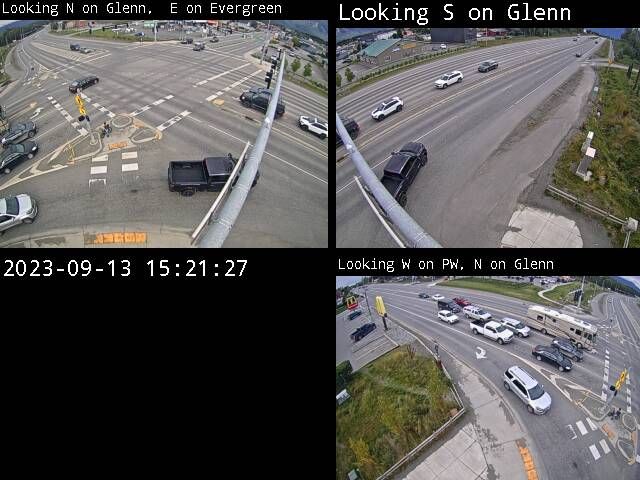 Looking N on Glenn,  E on Evergreen
Looking S on Glenn
2023-09-13 15:21:27
Looking W on PW, N on Glenn